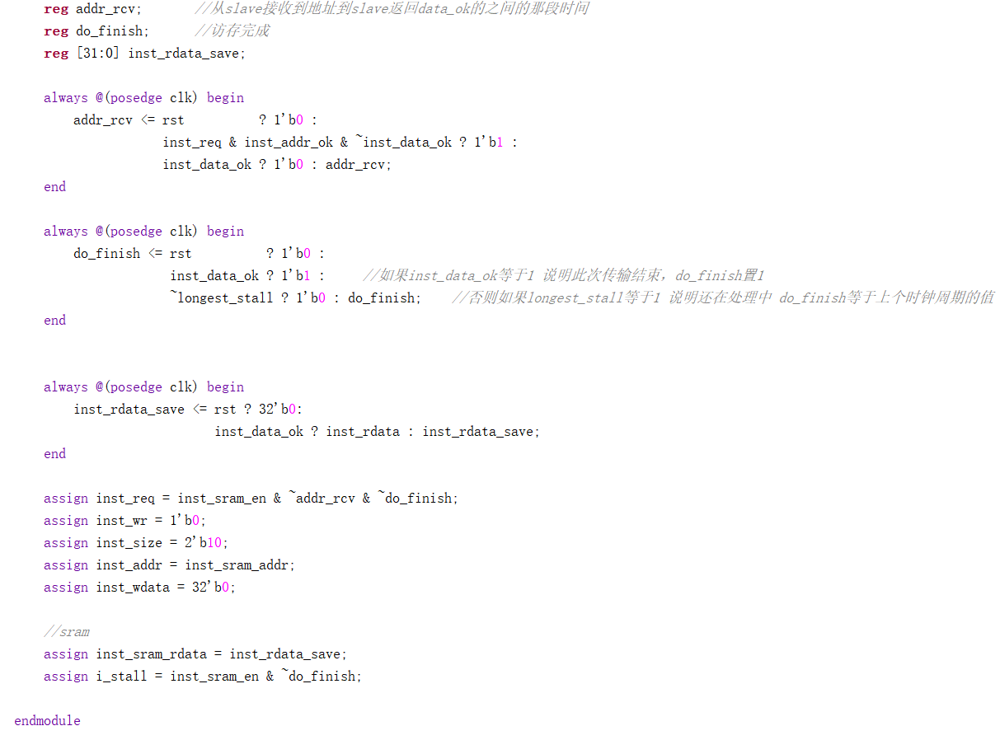 reg addr_rcv;       //从slave接收到地址到slave返回data_ok的之间的那段时间
reg do_finish;      //访存完成
reg [31:0] inst_rdata_save;
always @(posedge clk) begin
addr_rcv <= rst          ? 1'b0 :
inst_req & inst_addr_ok & ~inst_data_ok ? 1'b1 :
inst_data_ok ? 1'b0 : addr_rcv;
end
always @(posedge clk) begin
do_finish <= rst          ? 1'b0 :
inst_data_ok ? 1'b1 :     //如果inst_data_ok等于1 说明此次传输结束，do_finish置1
~longest_stall ? 1'b0 : do_finish;    //否则如果longest_stall等于1 说明还在处理中 do_finish等于上个时钟周期的值
end
always @(posedge clk) begin
inst_rdata_save <= rst ? 32'b0:
inst_data_ok ? inst_rdata : inst_rdata_save;
end
assign inst_req = inst_sram_en & ~addr_rcv & ~do_finish;
assign inst_wr = 1'b0;
assign inst_size = 2'b10;
assign inst_addr = inst_sram_addr;
assign inst_wdata = 32'b0;
//sram
assign inst_sram_rdata = inst_rdata_save;
assign i_stall = inst_sram_en & ~do_finish;
endmodule